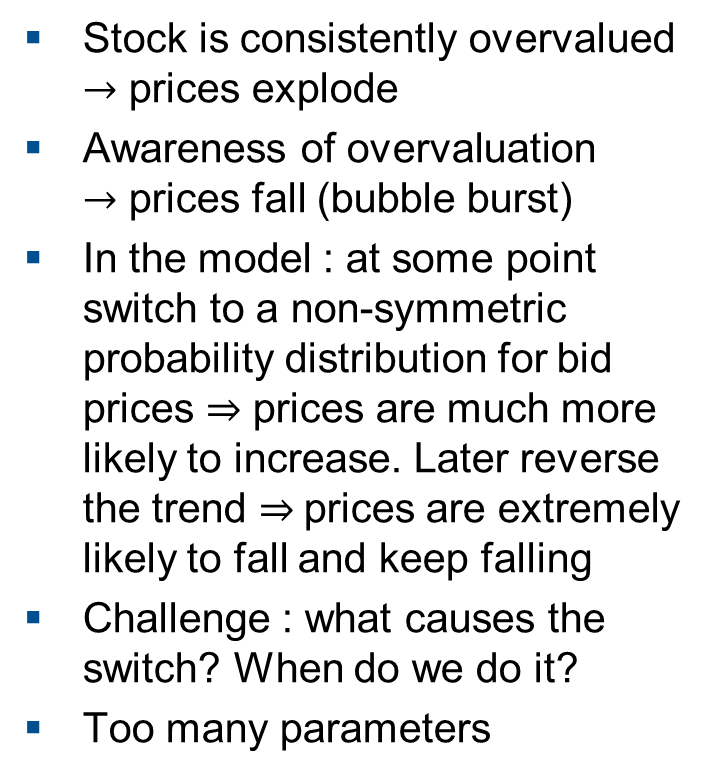 ▪ Stock is consistently overvalued
→ prices explode
▪ Awareness of overvaluation
→ prices fall (bubble burst)
▪ In the model : at some point
switch to a non-symmetric
probability distribution for bid
prices ⇒ prices are much more
likely to increase. Later reverse
the trend ⇒ prices are extremely
likely to fall and keep falling
▪ Challenge : what causes the
switch? When do we do it?
▪ Too many parameters